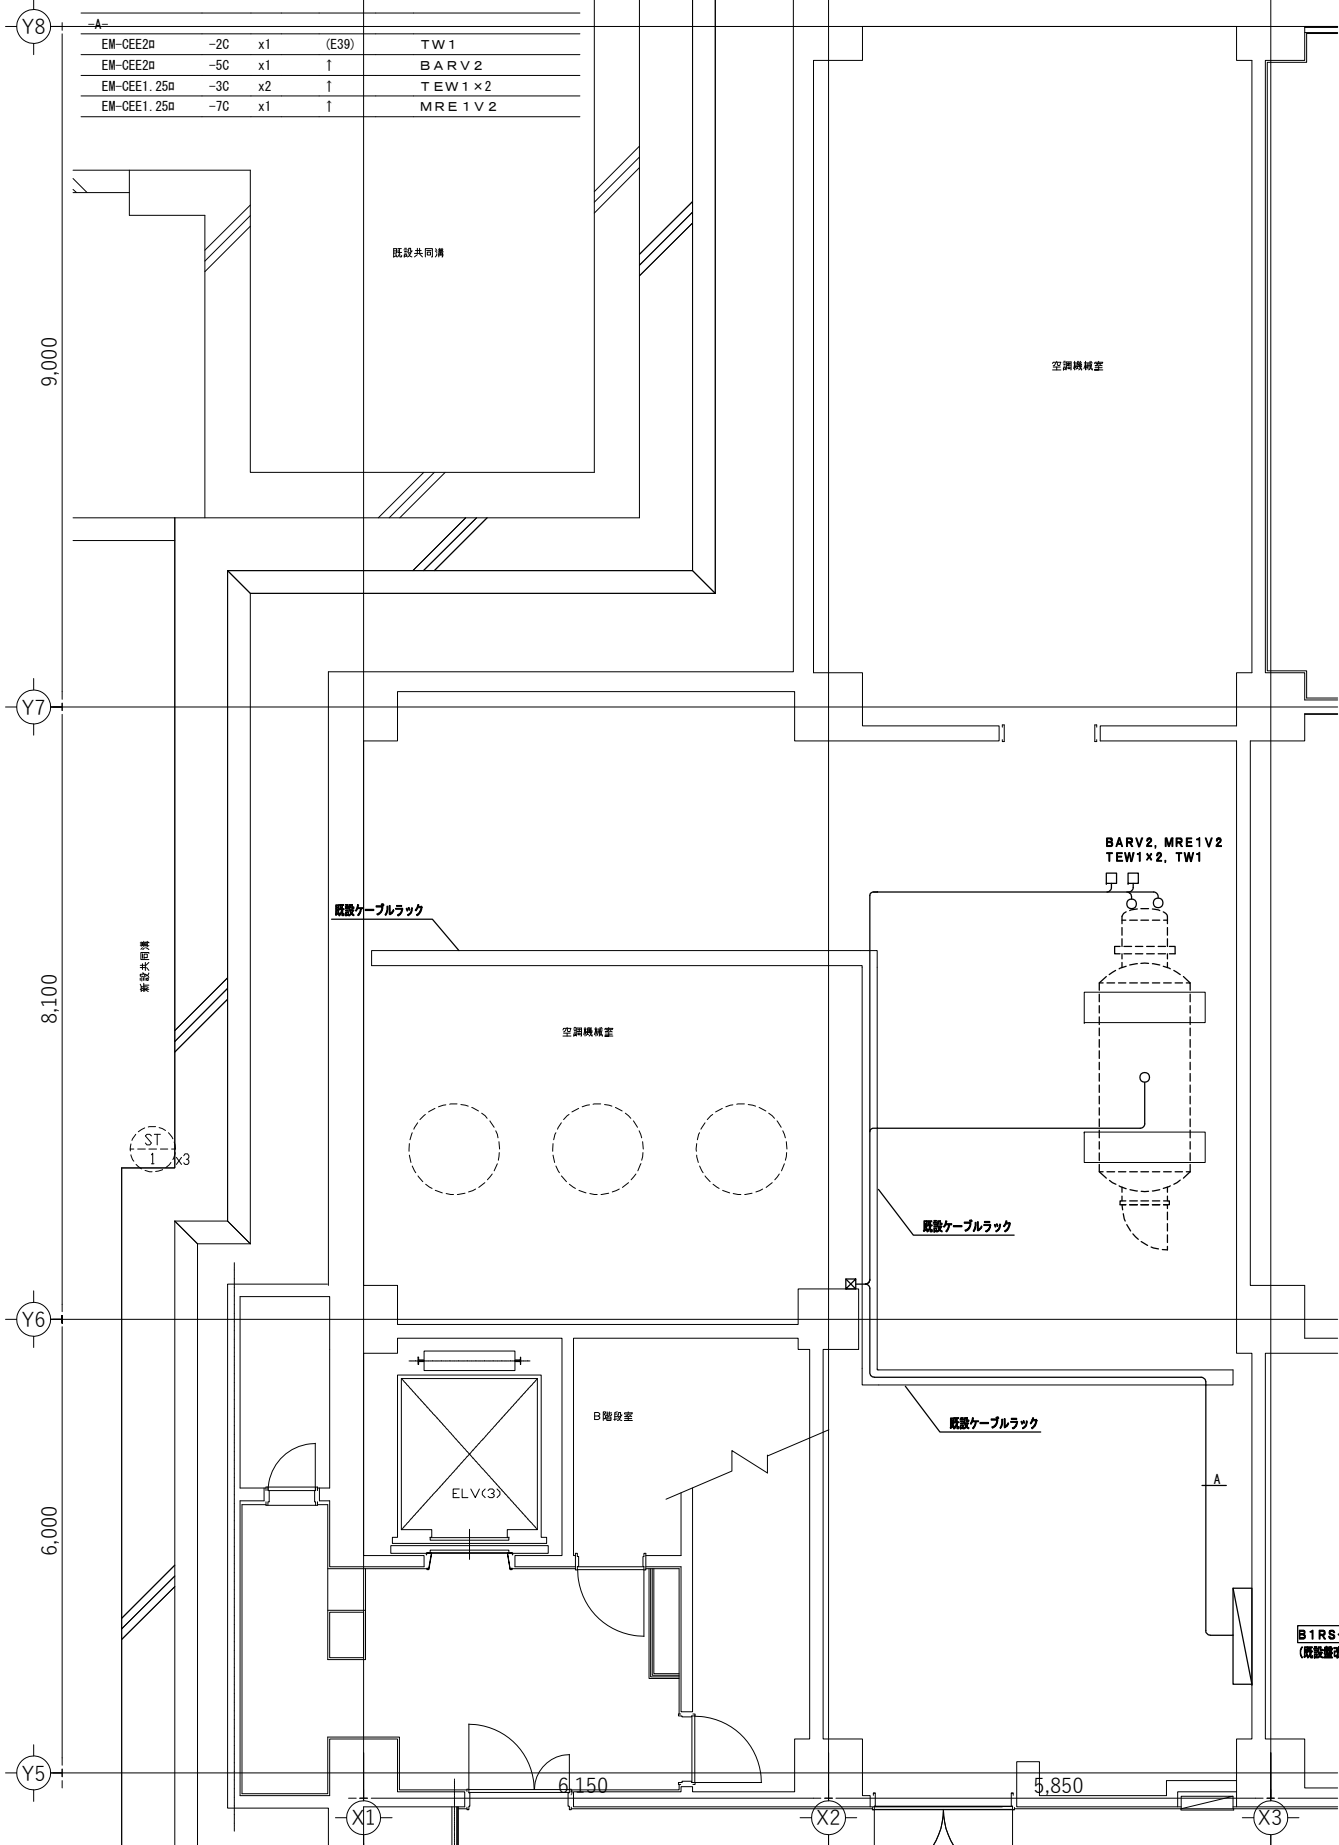 Y8
-A-
EM-CEE2□ -2C x1 (E39) TW1
EM-CEE2□ -5C x1 ↑ BARV2
EM-CEE1.25□ -3C x2 ↑ TEW1×2
EM-CEE1.25□ -7C x1 ↑ MRE1V2
既設共同溝
9,000
空調機械室
Y7
BARV2, MRE1V2
TEW1×2, TW1
既設ケーブルラック
新設共同溝
8,100
空調機械室
ST
1 x3
既設ケーブルラック
Y6
B階段室
既設ケーブルラック
A
ELV(3)
6,000
B1RS
(既設盤
Y5
6,150
5,850
X1
X2
X3